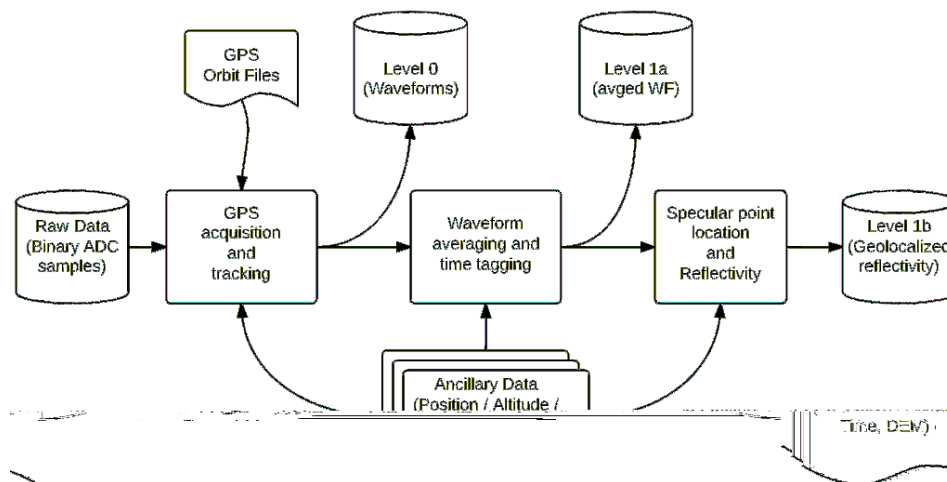 GPS
Orbit Files
Level 0
(Waveforms)
Level 1a
(avged WF)
Raw Data
(Binary ADC
samples)
GPS
acquisition
and
tracking
Waveform
averaging and
time tagging
Specular point
location
and
Reflectivity
Level 1b
(Geolocalized
reflectivity)
Ancillary Data
(Position / Altitude /
Time, DEM)